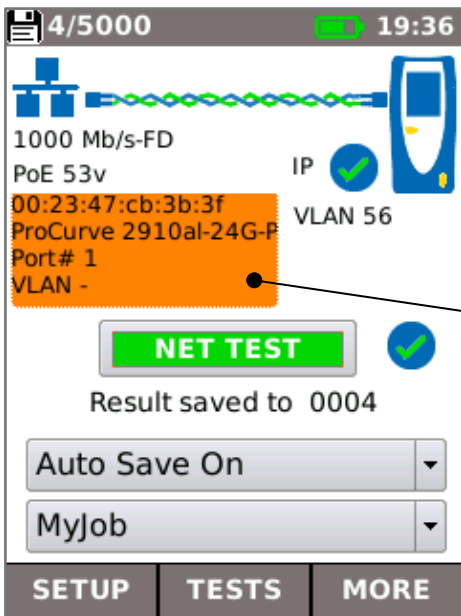 4/5000 19:36
1000 Mb/s-FD
PoE 53v
IP
00:23:47:cb:3b:3f
ProCurve 2910al-24G-P
Port# 1
VLAN -
VLAN 56
NET TEST
Result saved to 0004
Auto Save On
MyJob
SETUP TESTS MORE